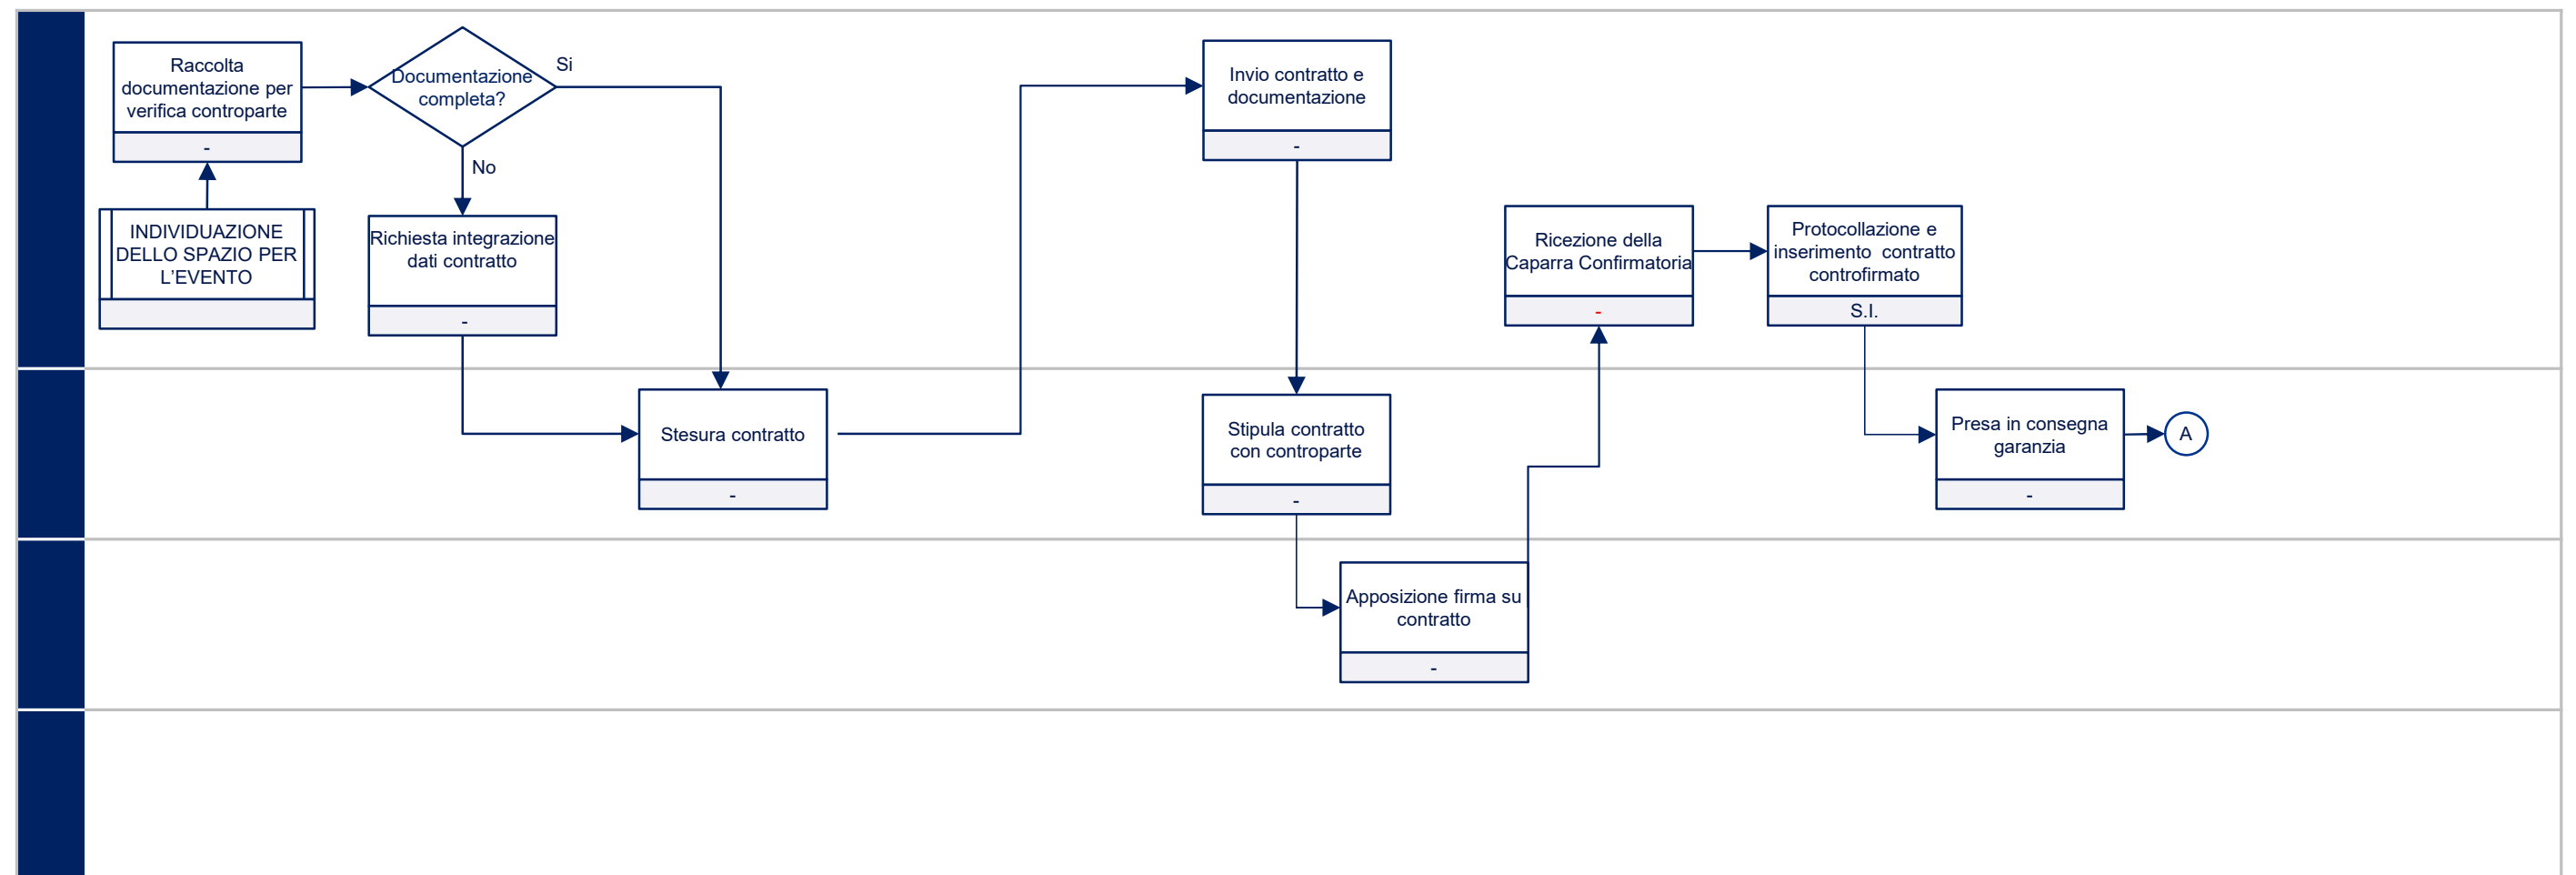 Raccolta
documentazione per
verifica controparte
-
INDIVIDUAZIONE
DELLO SPAZIO PER
L’EVENTO
Documentazione
completa?
Si
No
Richiesta integrazione
dati contratto
-
Stesura contratto
-
Invio contratto e
documentazione
-
Stipula contratto
con controparte
-
Apposizione firma su
contratto
-
Ricezione della
Caparra Confirmatoria
-
Protocollazione e
inserimento  contratto
controfirmato
S.I.
Presa in consegna
garanzia
-
A